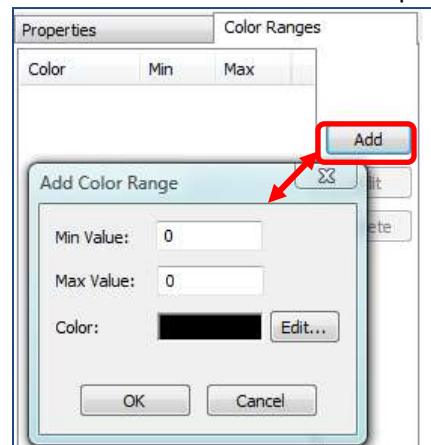 Properties Color Ranges
Color Min Max
Add
Add Color Range
Min Value: 0
Max Value: 0
Color: Edit...
OK Cancel